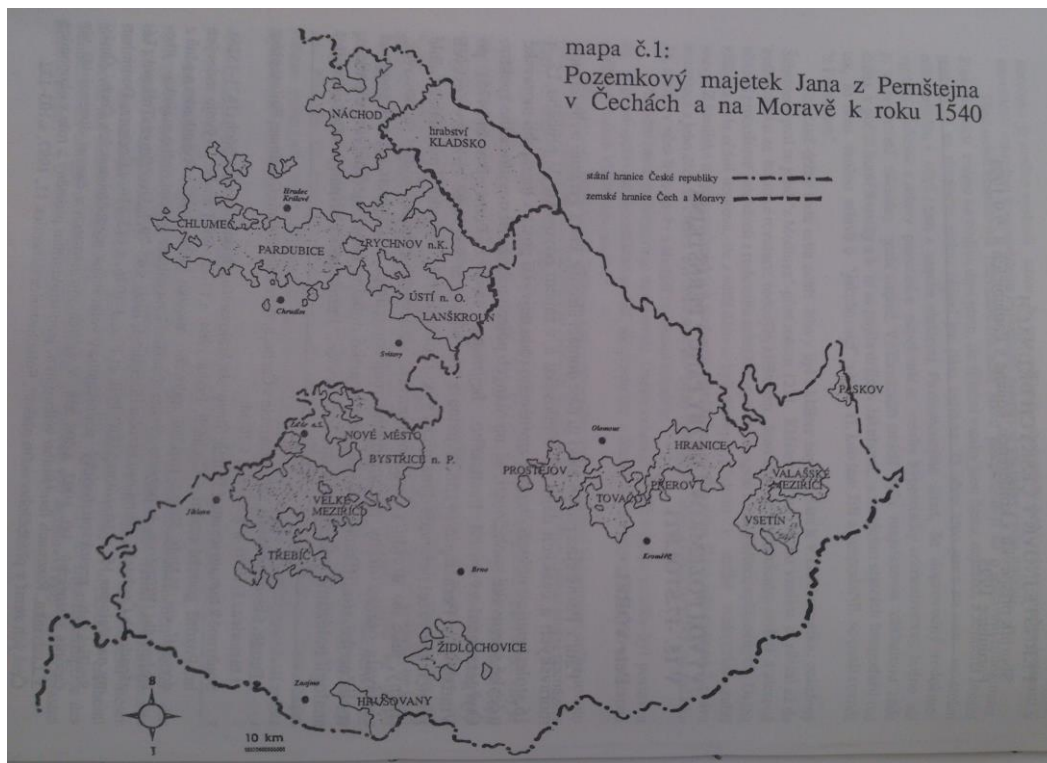 mapa č.1:
Pozemkový majetek Jana z Pernštejna
v Čechách a na Moravě k roku 1540
státní hranice České republiky
zemské hranice Čech a Moravy
NÁCHOD
hrabství
KLADSKO
Hradec
Králové
CHLUMEC n.C.
PARDUBICE
RYCHNOV n.K.
Chrudim
ÚSTÍ n. O.
LANŠKROUN
Svitavy
PASKOV
Žďár n.S.
NOVÉ MĚSTO
BYSTŘICE n. P.
Olomouc
HRANICE
PROSTĚJOV
PŘEROV
TOVAČOV
VALAŠSKÉ
MEZIŘÍČÍ
VSETÍN
Jihlava
VELKÉ
MEZIŘÍČÍ
TŘEBÍČ
Kroměříž
Brno
ŽIDLOCHOVICE
Znojmo
HRUŠOVANY
S
T
10 km